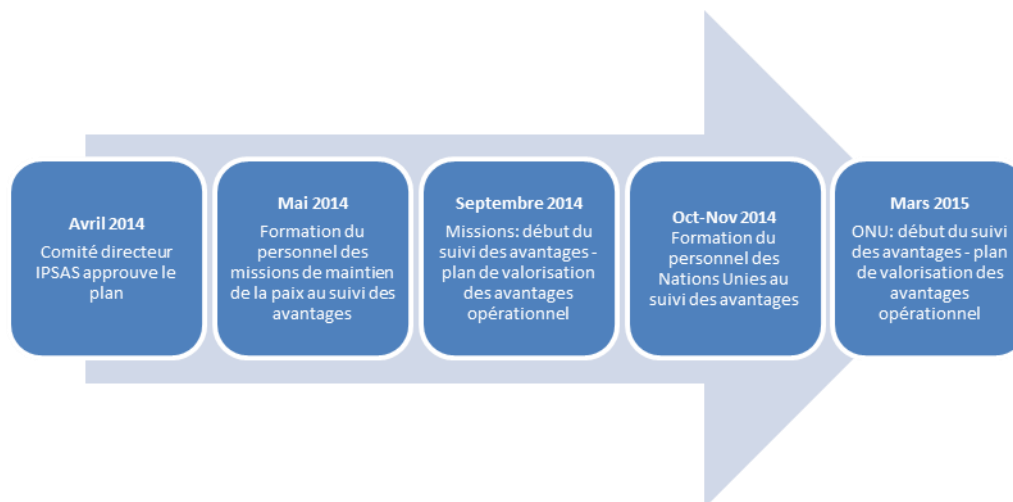 Avril 2014
Comité directeur
IPSAS approuve le
plan
Mai 2014
Formation du
personnel des
missions de maintien
de la paix au suivi des
avantages
Septembre 2014
Missions: début du
suivi des avantages -
plan de valorisation
des avantages
opérationnel
Oct-Nov 2014
Formation du
personnel des
Nations Unies au
suivi des avantages
Mars 2015
ONU: début du suivi
des avantages - plan
de valorisation des
avantages
opérationnel